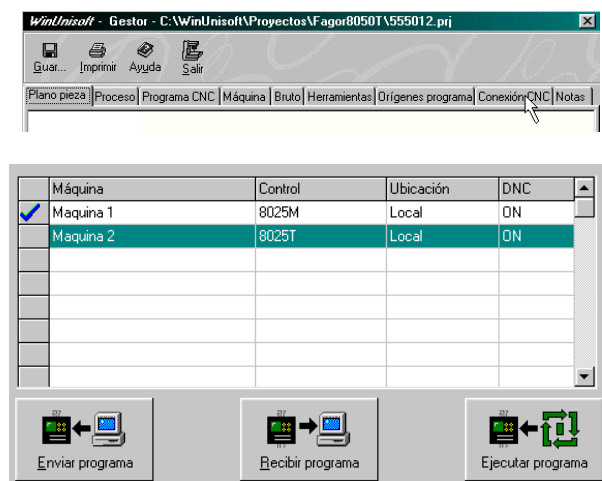 WinUnisoft - Gestor - C:\WinUnisoft\Proyectos\Fagor8050T\555012.prj
Guar... Imprimir Ayuda Salir
Plano pieza Proceso Programa CNC Máquina Bruto Herramientas Orígenes programa Conexión CNC Notas
Máquina Control Ubicación DNC
Maquina 1 8025M Local ON
Maquina 2 8025T Local ON
Enviar programa Recibir programa Ejecutar programa